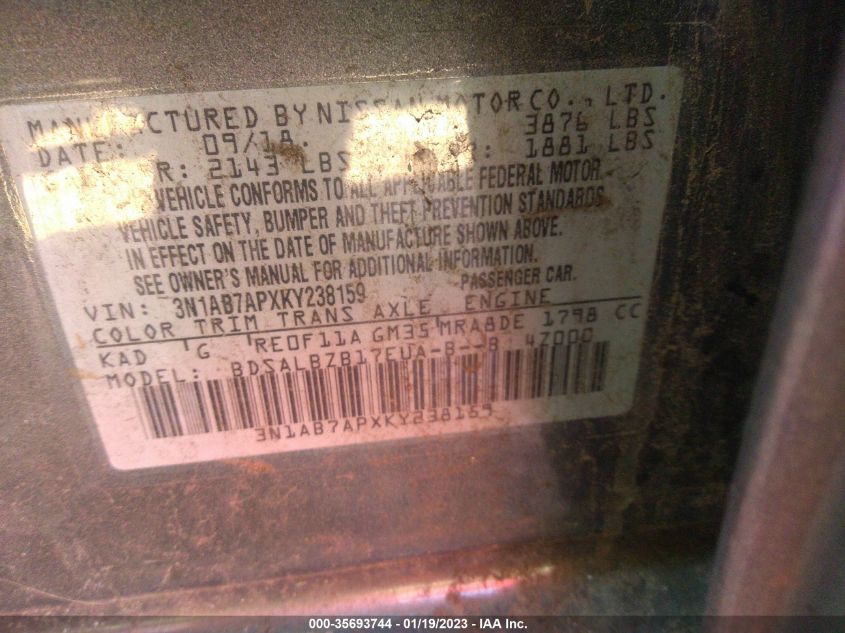 MANUFACTURED BY NISSAN MOTOR CO., LTD.
DATE: 09/18. 3876 LBS
R: 2143 LBS : 1881 LBS
VEHICLE CONFORMS TO ALL APPLICABLE FEDERAL MOTOR
VEHICLE SAFETY, BUMPER AND THEFT PREVENTION STANDARDS
IN EFFECT ON THE DATE OF MANUFACTURE SHOWN ABOVE.
SEE OWNER'S MANUAL FOR ADDITIONAL INFORMATION.
VIN: 3N1AB7APXKY238159 PASSENGER CAR.
COLOR TRIM TRANS AXLE ENGINE
KAD G RE0F11A GM35 MRA8DE 1798 CC
MODEL: BDSALBZB17EUA-B--JB 4Z000
3N1AB7APXKY238159
000-35693744 - 01/19/2023 - IAA Inc.